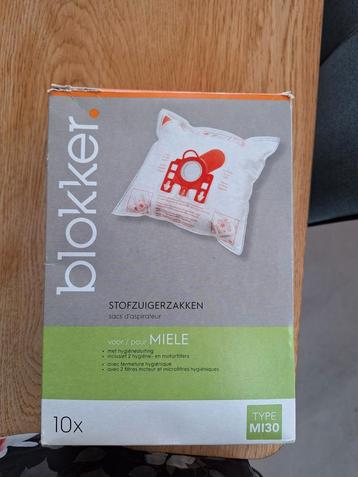 blokker.
STOFZUIGERZAKKEN
sacs d'aspirateur
voor / pour MIELE
• met hygiënesluiting
• inclusief 2 hygiëne- en motorfilters
• avec fermeture hygiénique
• avec 2 filtres moteur et microfiltres hygiéniques
10x
TYPE
MI30